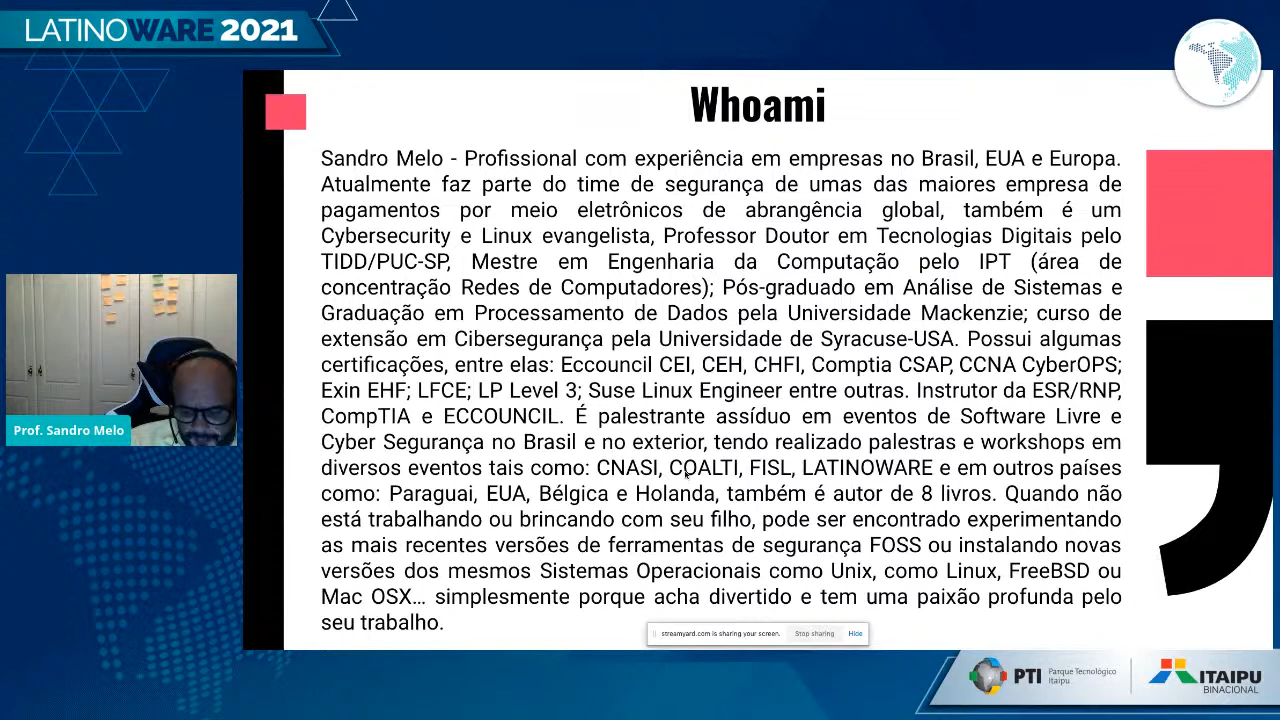 LATINOWARE 2021
Whoami
Sandro Melo - Profissional com experiência em empresas no Brasil, EUA e Europa.
Atualmente faz parte do time de segurança de umas das maiores empresa de
pagamentos por meio eletrônicos de abrangência global, também é um
Cybersecurity e Linux evangelista, Professor Doutor em Tecnologias Digitais pelo
TIDD/PUC-SP, Mestre em Engenharia da Computação pelo IPT (área de
concentração Redes de Computadores); Pós-graduado em Análise de Sistemas e
Graduação em Processamento de Dados pela Universidade Mackenzie; curso de
extensão em Cibersegurança pela Universidade de Syracuse-USA. Possui algumas
certificações, entre elas: Eccouncil CEI, CEH, CHFI, Comptia CSAP, CCNA CyberOPS;
Exin EHF; LFCE; LP Level 3; Suse Linux Engineer entre outras. Instrutor da ESR/RNP,
CompTIA e ECCOUNCIL. É palestrante assíduo em eventos de Software Livre e
Cyber Segurança no Brasil e no exterior, tendo realizado palestras e workshops em
diversos eventos tais como: CNASI, COALTI, FISL, LATINOWARE e em outros países
como: Paraguai, EUA, Bélgica e Holanda, também é autor de 8 livros. Quando não
está trabalhando ou brincando com seu filho, pode ser encontrado experimentando
as mais recentes versões de ferramentas de segurança FOSS ou instalando novas
versões dos mesmos Sistemas Operacionais como Unix, como Linux, FreeBSD ou
Mac OSX… simplesmente porque acha divertido e tem uma paixão profunda pelo
seu trabalho.
Prof. Sandro Melo
streamyard.com is sharing your screen. Stop sharing Hide
PTI Parque Tecnológico
Itaipu
ITAIPU
BINACIONAL